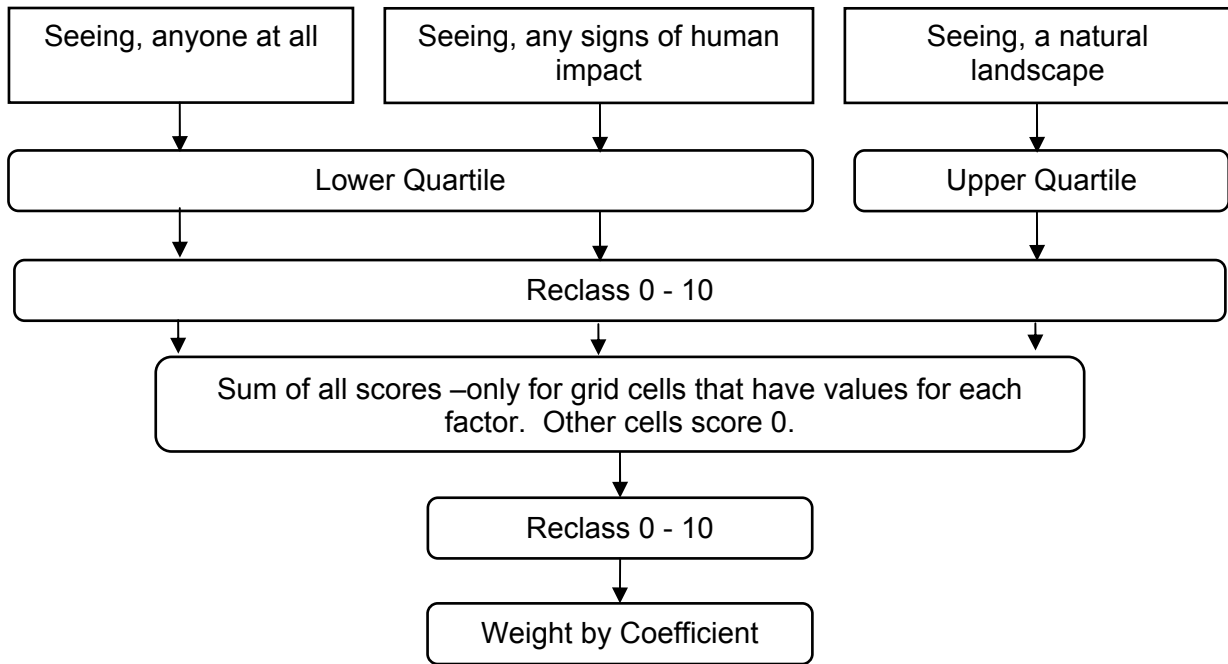 Seeing, anyone at all
Seeing, any signs of human
impact
Seeing, a natural
landscape
Lower Quartile
Upper Quartile
Reclass 0 - 10
Sum of all scores –only for grid cells that have values for each
factor.  Other cells score 0.
Reclass 0 - 10
Weight by Coefficient